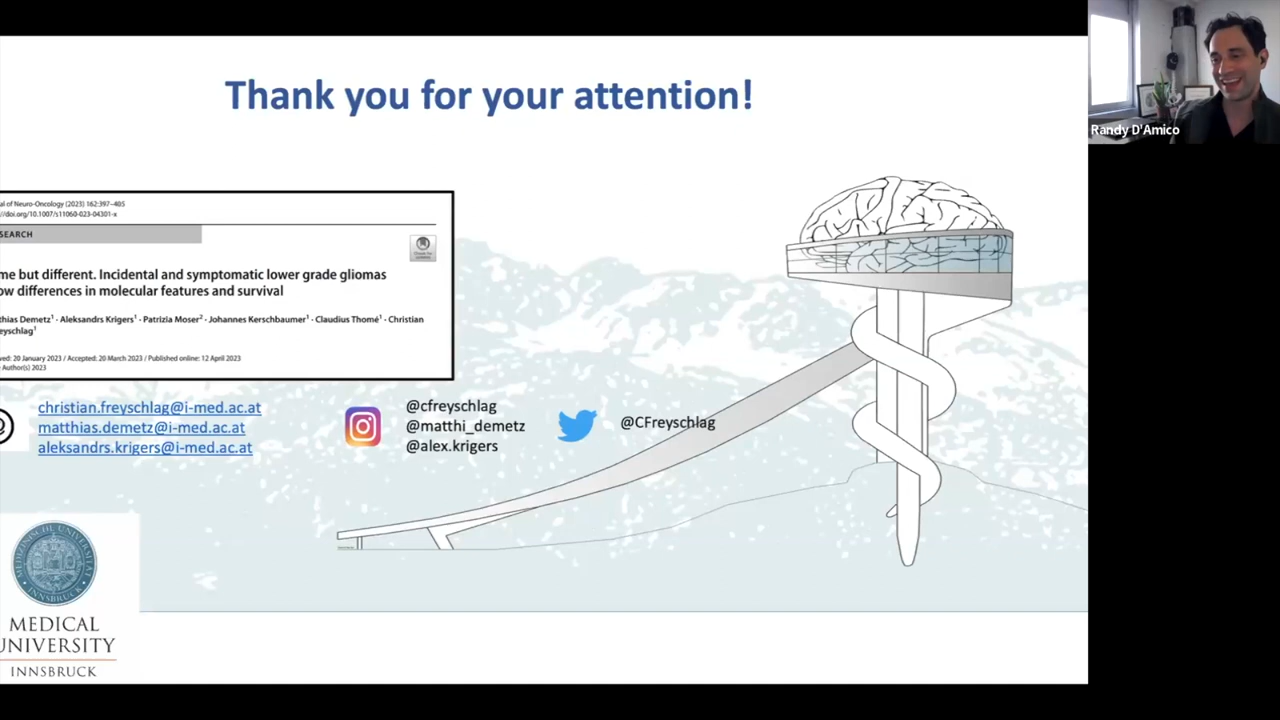 Thank you for your attention!
Randy D'Amico
al of Neuro-Oncology (2023) 162:397–405
//doi.org/10.1007/s11060-023-04301-x
SEARCH
me but different. Incidental and symptomatic lower grade gliomas
ow differences in molecular features and survival
thias Demetz1 · Aleksandrs Krigers1 · Patrizia Moser2 · Johannes Kerschbaumer1 · Claudius Thomé1 · Christian
eyschlag1
ved: 20 January 2023 / Accepted: 20 March 2023 / Published online: 12 April 2023
Author(s) 2023
christian.freyschlag@i-med.ac.at
matthias.demetz@i-med.ac.at
aleksandrs.krigers@i-med.ac.at
@cfreyschlag
@matthi_demetz
@alex.krigers
@CFreyschlag
MEDICAL
UNIVERSITY
INNSBRUCK